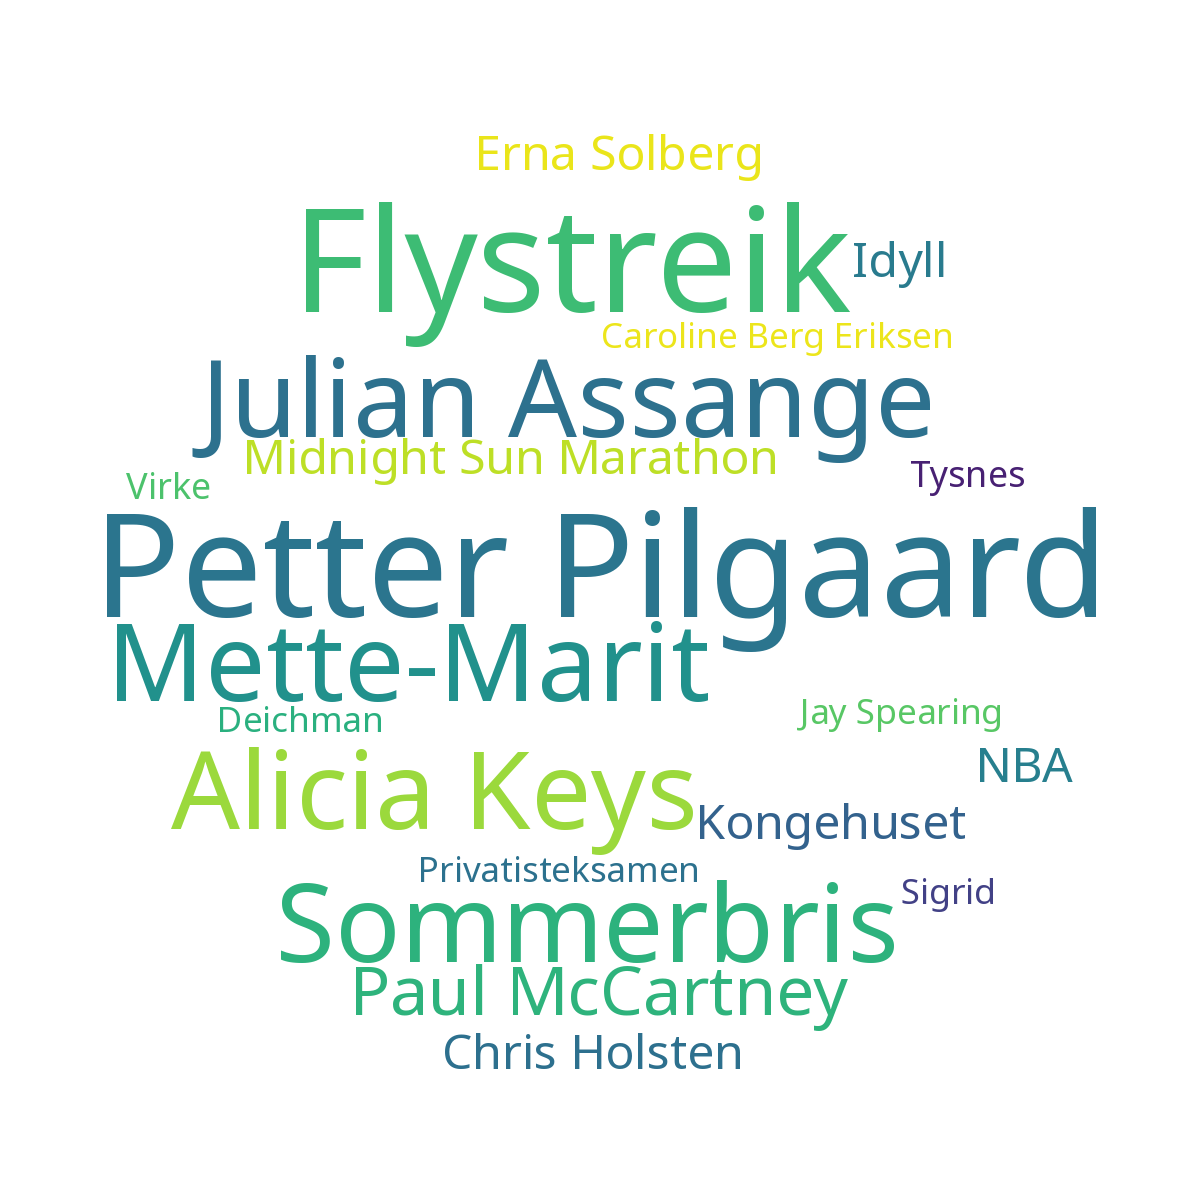 Erna Solberg
Flystreik
Idyll
Caroline Berg Eriksen
Julian Assange
Midnight Sun Marathon
Tysnes
Virke
Petter Pilgaard
Mette-Marit
Deichman
Jay Spearing
Alicia Keys
NBA
Kongehuset
Privatisteksamen
Sommerbris
Sigrid
Paul McCartney
Chris Holsten